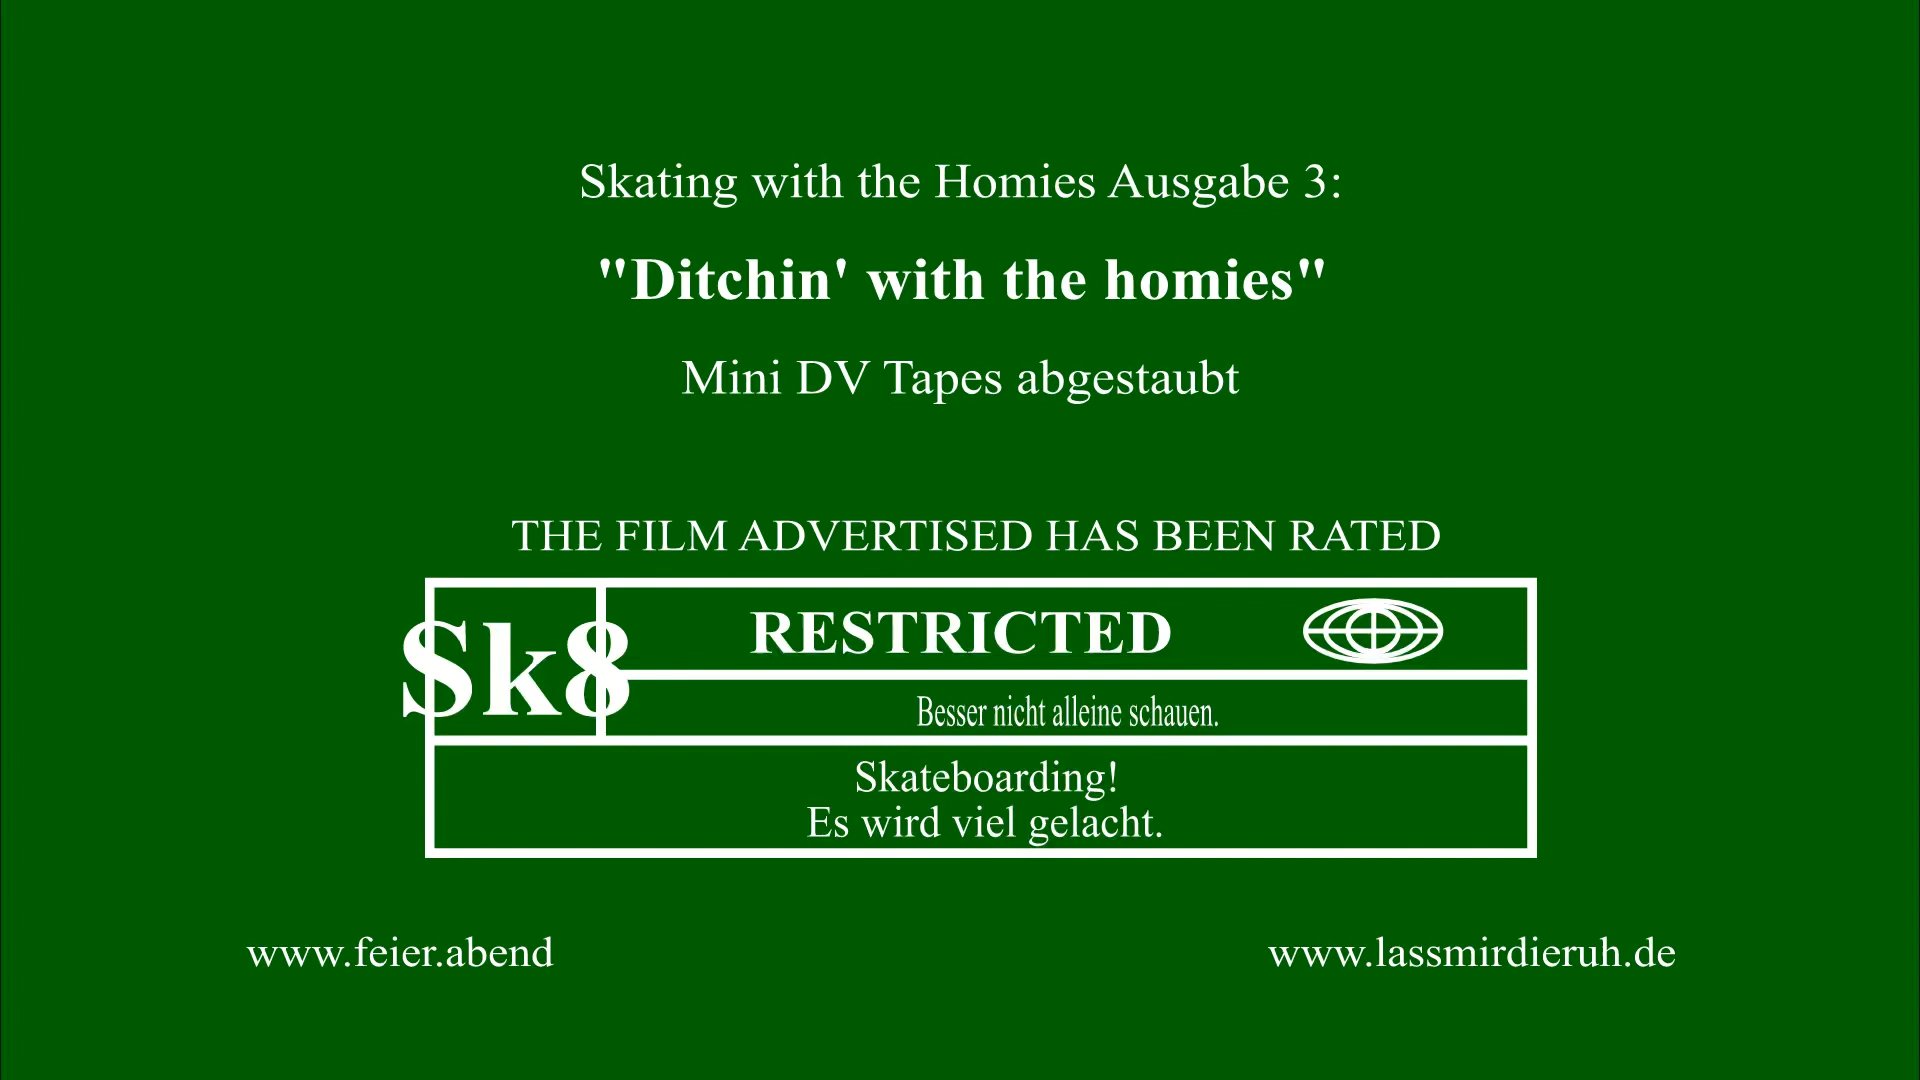 Skating with the Homies Ausgabe 3:
"Ditchin' with the homies"
Mini DV Tapes abgestaubt
THE FILM ADVERTISED HAS BEEN RATED
Sk8
RESTRICTED
Besser nicht alleine schauen.
Skateboarding!
Es wird viel gelacht.
www.feier.abend
www.lassmirdieruh.de